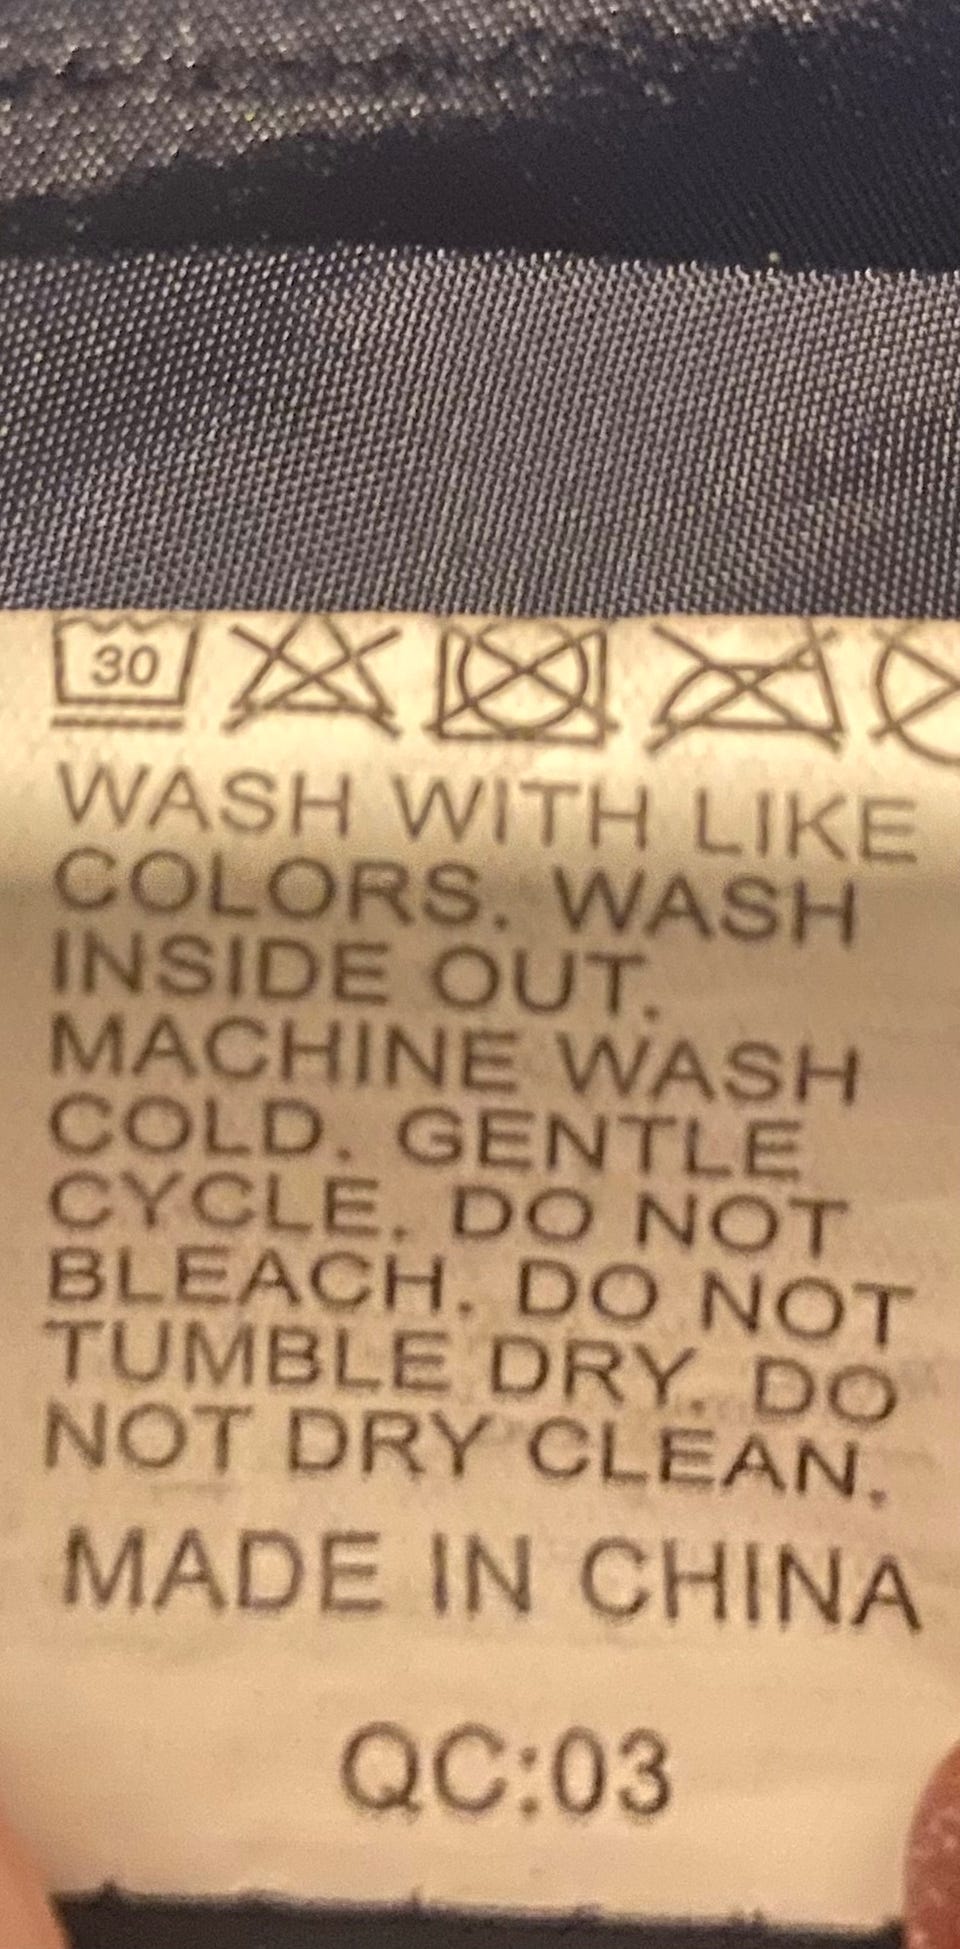 30
WASH WITH LIKE
COLORS. WASH
INSIDE OUT.
MACHINE WASH
COLD. GENTLE
CYCLE. DO NOT
BLEACH. DO NOT
TUMBLE DRY. DO
NOT DRY CLEAN.
MADE IN CHINA
QC:03